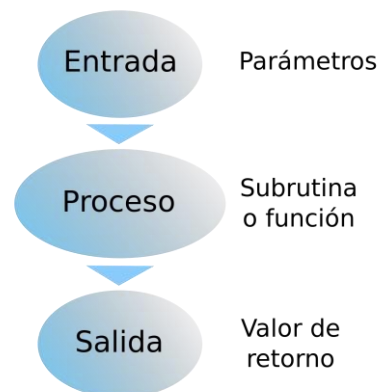 Entrada
Parámetros
Proceso
Subrutina
o función
Salida
Valor de
retorno